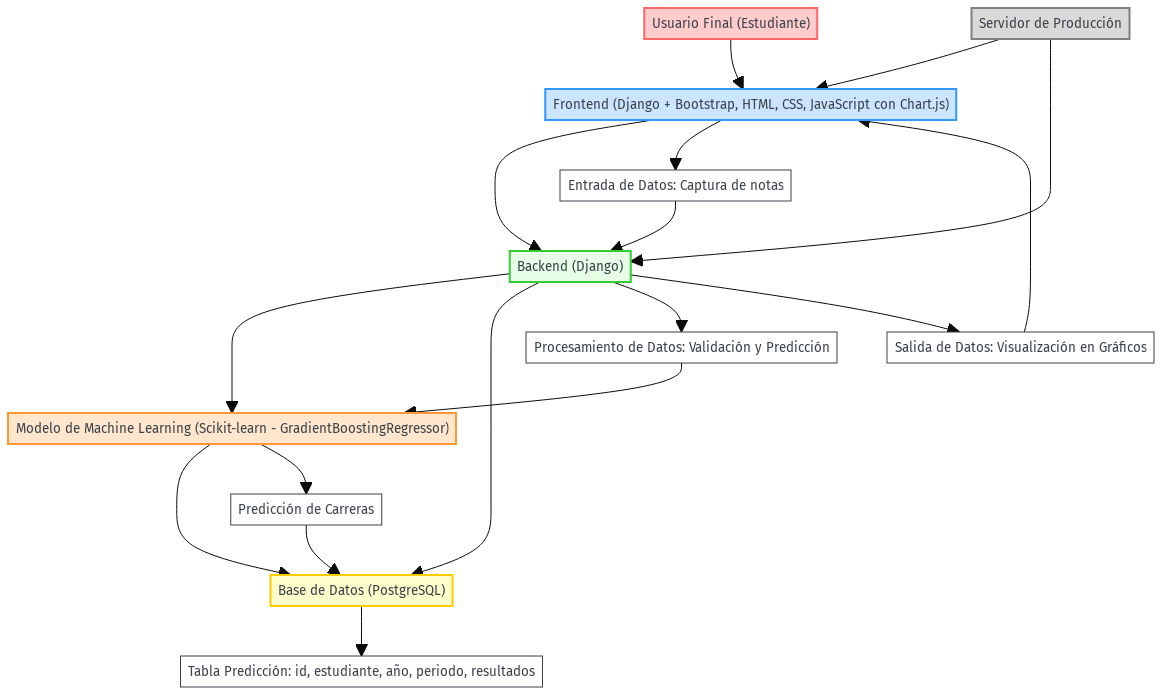 Usuario Final (Estudiante)
Servidor de Producción
Frontend (Django + Bootstrap, HTML, CSS, JavaScript con Chart.js)
Entrada de Datos: Captura de notas
Backend (Django)
Procesamiento de Datos: Validación y Predicción
Salida de Datos: Visualización en Gráficos
Modelo de Machine Learning (Scikit-learn - GradientBoostingRegressor)
Predicción de Carreras
Base de Datos (PostgreSQL)
Tabla Predicción: id, estudiante, año, periodo, resultados